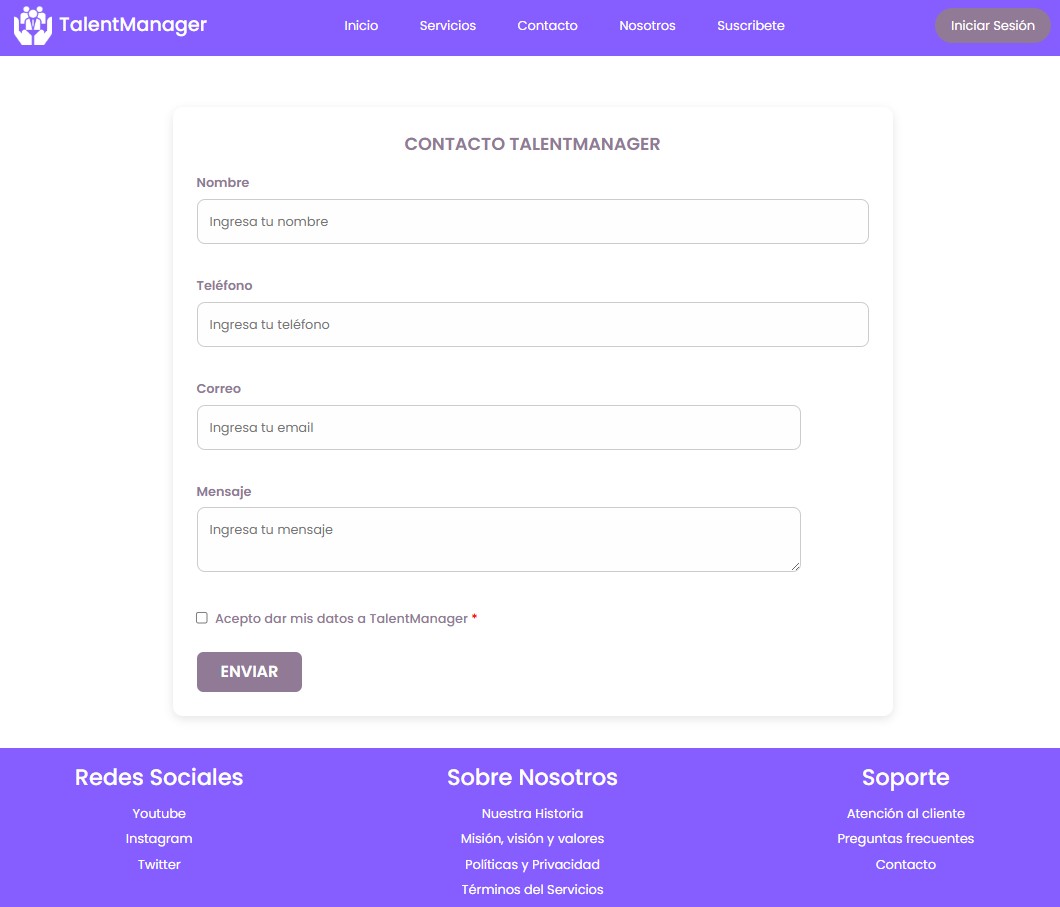 TalentManager
Inicio Servicios Contacto Nosotros Suscribete
Iniciar Sesión
CONTACTO TALENTMANAGER
Nombre
Ingresa tu nombre
Teléfono
Ingresa tu teléfono
Correo
Ingresa tu email
Mensaje
Ingresa tu mensaje
Acepto dar mis datos a TalentManager *
ENVIAR
Redes Sociales
Youtube
Instagram
Twitter
Sobre Nosotros
Nuestra Historia
Misión, visión y valores
Políticas y Privacidad
Términos del Servicios
Soporte
Atención al cliente
Preguntas frecuentes
Contacto